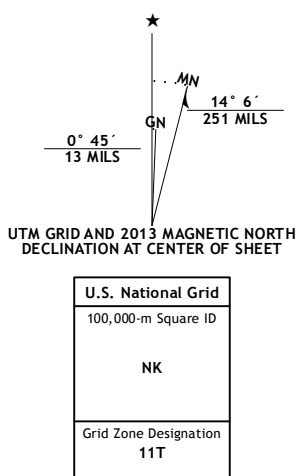 MN
GN
14° 6´
251 MILS
0° 45´
13 MILS
UTM GRID AND 2013 MAGNETIC NORTH
DECLINATION AT CENTER OF SHEET
U.S. National Grid
100,000-m Square ID
NK
Grid Zone Designation
11T